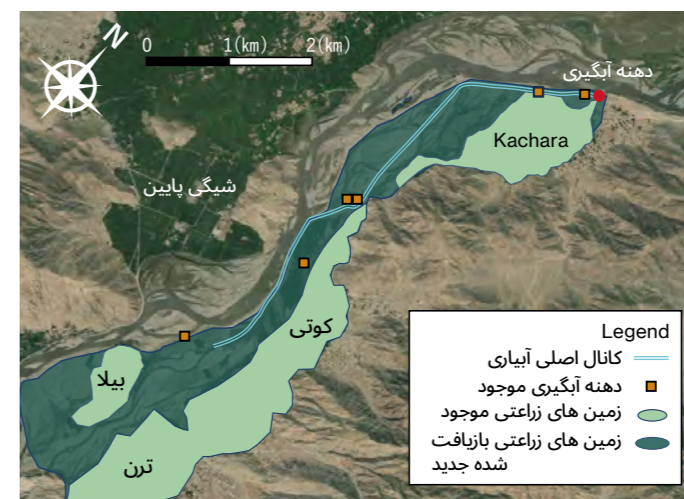 N
0 1(km) 2(km)
دهنه آبگیری
Kachara
شیگی پایین
کوتی
بیلا
ترن
Legend
کانال اصلی آبیاری
دهنه آبگیری موجود
زمین های زراعتی موجود
زمین های زراعتی بازیافت
شده جدید